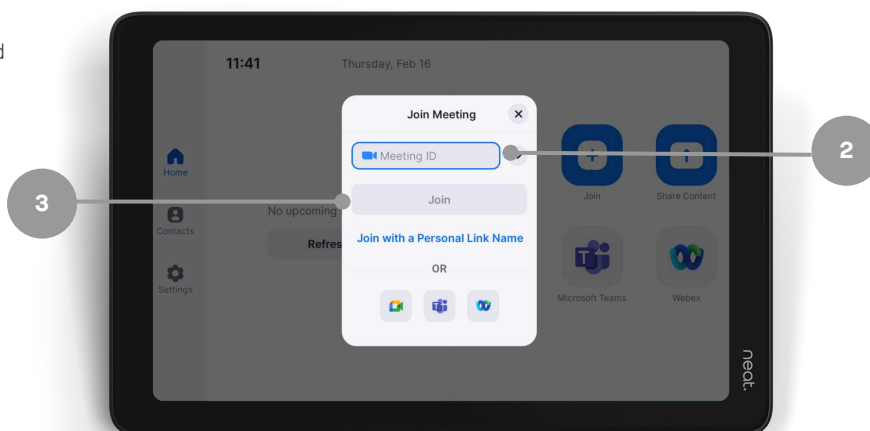 d
11:41 Thursday, Feb 16
Join Meeting
Meeting ID
2
Home
Join
Join
Share Content
3
Contacts
No upcoming
Join with a Personal Link Name
Refres
OR
Settings
Microsoft Teams
Webex
neat.